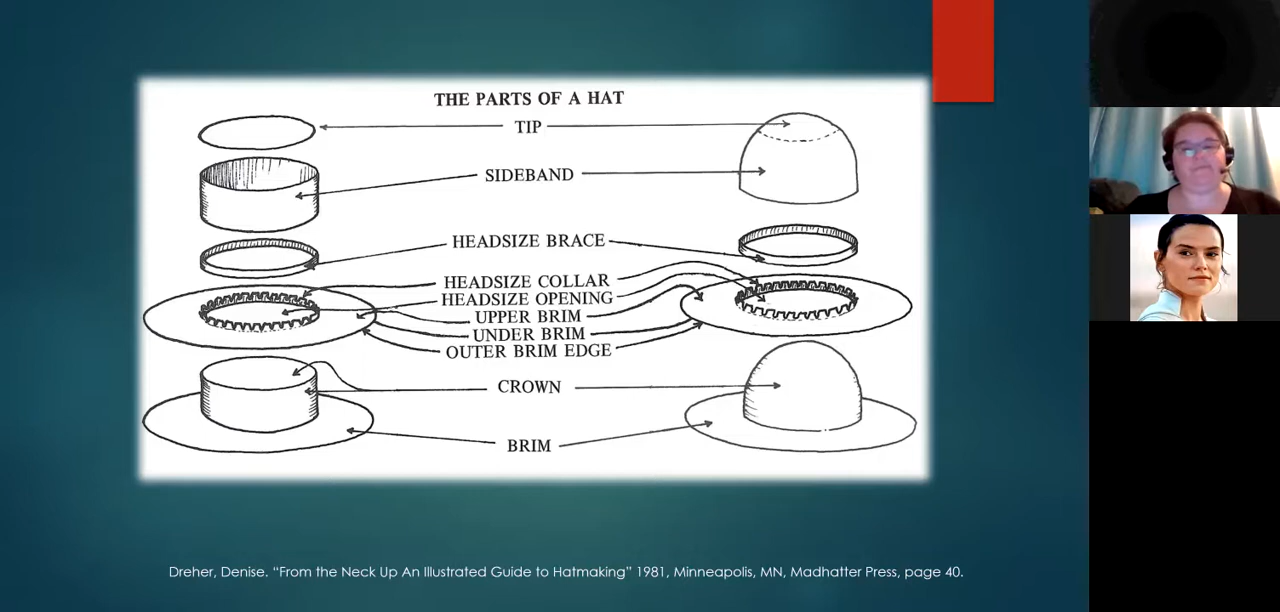 THE PARTS OF A HAT
TIP
SIDEBAND
HEADSIZE BRACE
HEADSIZE COLLAR
HEADSIZE OPENING
UPPER BRIM
UNDER BRIM
OUTER BRIM EDGE
CROWN
BRIM
Dreher, Denise. “From the Neck Up An Illustrated Guide to Hatmaking” 1981, Minneapolis, MN, Madhatter Press, page 40.